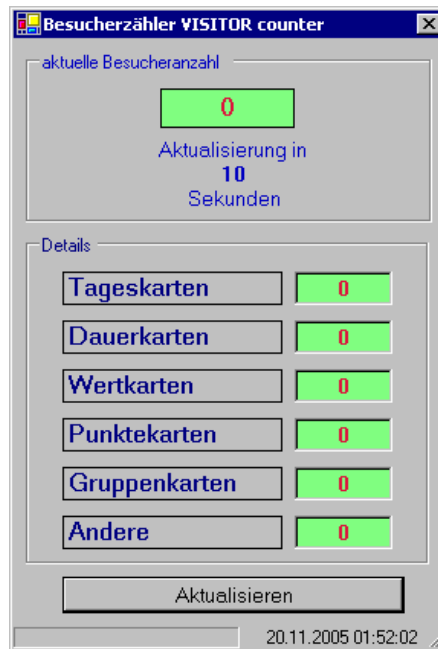 Besucherzähler VISITOR counter
aktuelle Besucheranzahl
0
Aktualisierung in
10
Sekunden
Details
Tageskarten 0
Dauerkarten 0
Wertkarten 0
Punktekarten 0
Gruppenkarten 0
Andere 0
Aktualisieren
20.11.2005 01:52:02